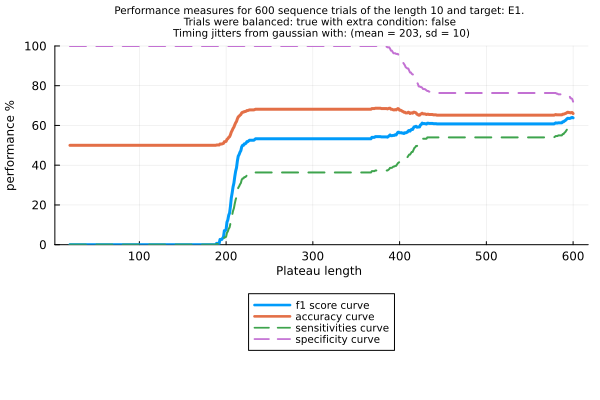 Performance measures for 600 sequence trials of the length 10 and target: E1.
Trials were balanced: true with extra condition: false
Timing jitters from gaussian with: (mean = 203, sd = 10)
100
80
60
40
20
0
performance %
100 200 300 400 500 600
Plateau length
f1 score curve
accuracy curve
sensitivities curve
specificity curve